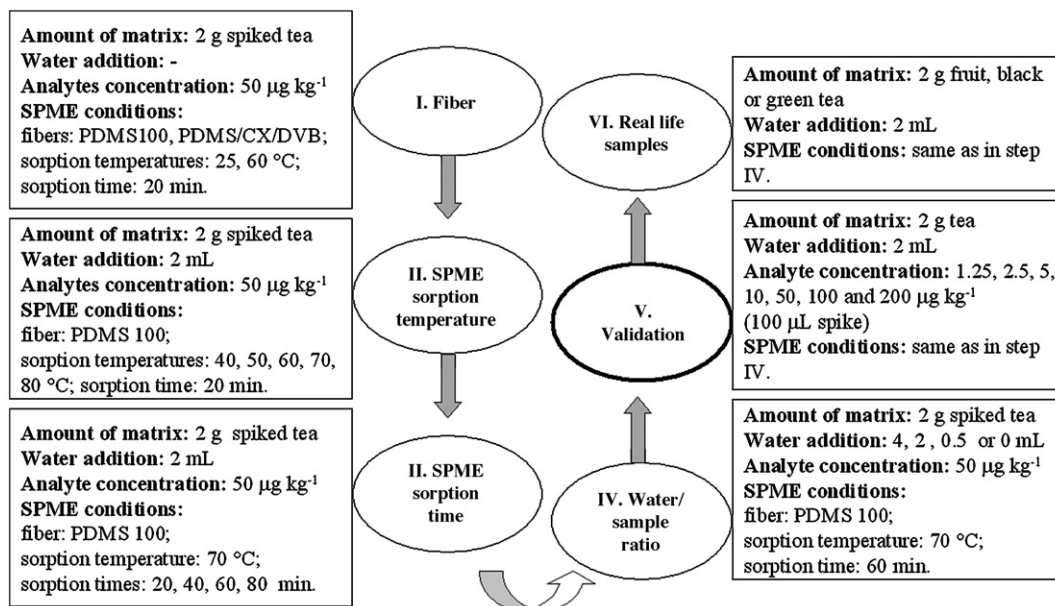 Amount of matrix: 2 g spiked tea
Water addition: -
Analytes concentration: 50 µg kg⁻¹
SPME conditions:
fibers: PDMS100, PDMS/CX/DVB;
sorption temperatures: 25, 60 °C;
sorption time: 20 min.
I. Fiber
Amount of matrix: 2 g spiked tea
Water addition: 2 mL
Analytes concentration: 50 µg kg⁻¹
SPME conditions:
fiber: PDMS 100;
sorption temperatures: 40, 50, 60, 70,
80 °C; sorption time: 20 min.
II. SPME
sorption
temperature
Amount of matrix: 2 g spiked tea
Water addition: 2 mL
Analyte concentration: 50 µg kg⁻¹
SPME conditions:
fiber: PDMS 100;
sorption temperature: 70 °C;
sorption times: 20, 40, 60, 80 min.
II. SPME
sorption
time
IV. Water/
sample
ratio
Amount of matrix: 2 g spiked tea
Water addition: 4, 2 , 0.5 or 0 mL
Analyte concentration: 50 µg kg⁻¹
SPME conditions:
fiber: PDMS 100;
sorption temperature: 70 °C;
sorption time: 60 min.
V.
Validation
Amount of matrix: 2 g tea
Water addition: 2 mL
Analyte concentration: 1.25, 2.5, 5,
10, 50, 100 and 200 µg kg⁻¹
(100 µL spike)
SPME conditions: same as in step
IV.
VI. Real life
samples
Amount of matrix: 2 g fruit, black
or green tea
Water addition: 2 mL
SPME conditions: same as in step
IV.